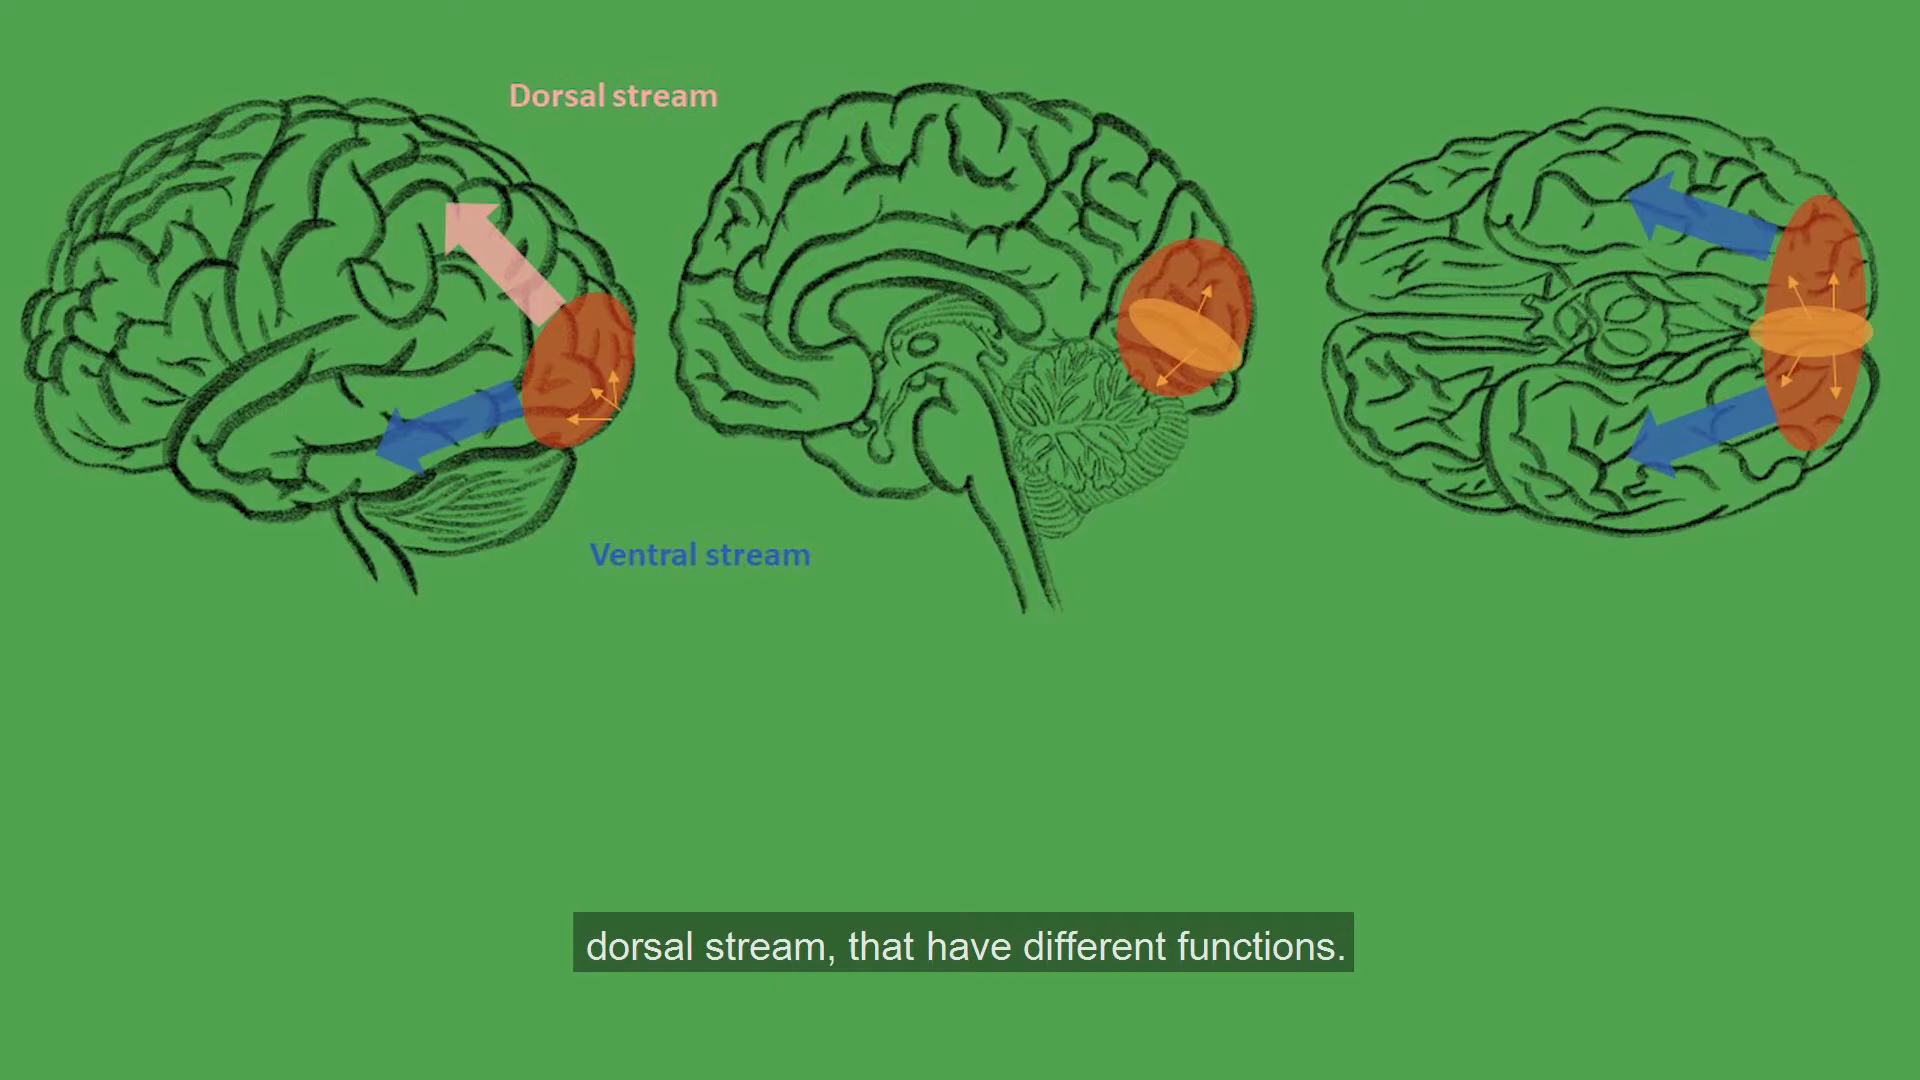 Dorsal stream
Ventral stream
dorsal stream, that have different functions.